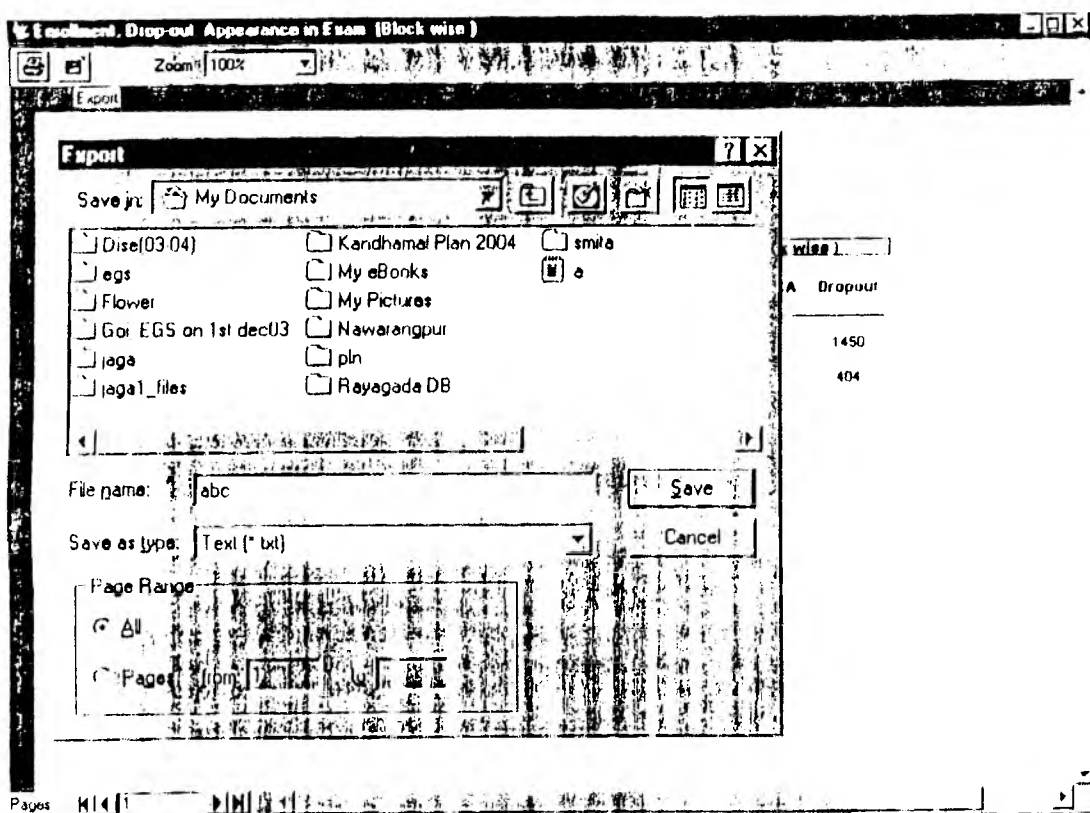 Enrollment, Drop-out Appearance in Exam (Block wise )
Zoom 100%
Export
Export
Save in: My Documents
Dise(03-04) Kandhamal Plan 2004 smita
egs My eBooks a
Flower My Pictures
Goi EGS on 1st dec03 Nawarangpur
jaga pln
jaga1_files Rayagada DB
wise )
A Dropout
1450
404
File name: abc Save
Save as type: Text (* txt) Cancel
Page Range
All
Pages from 1
Pages 1